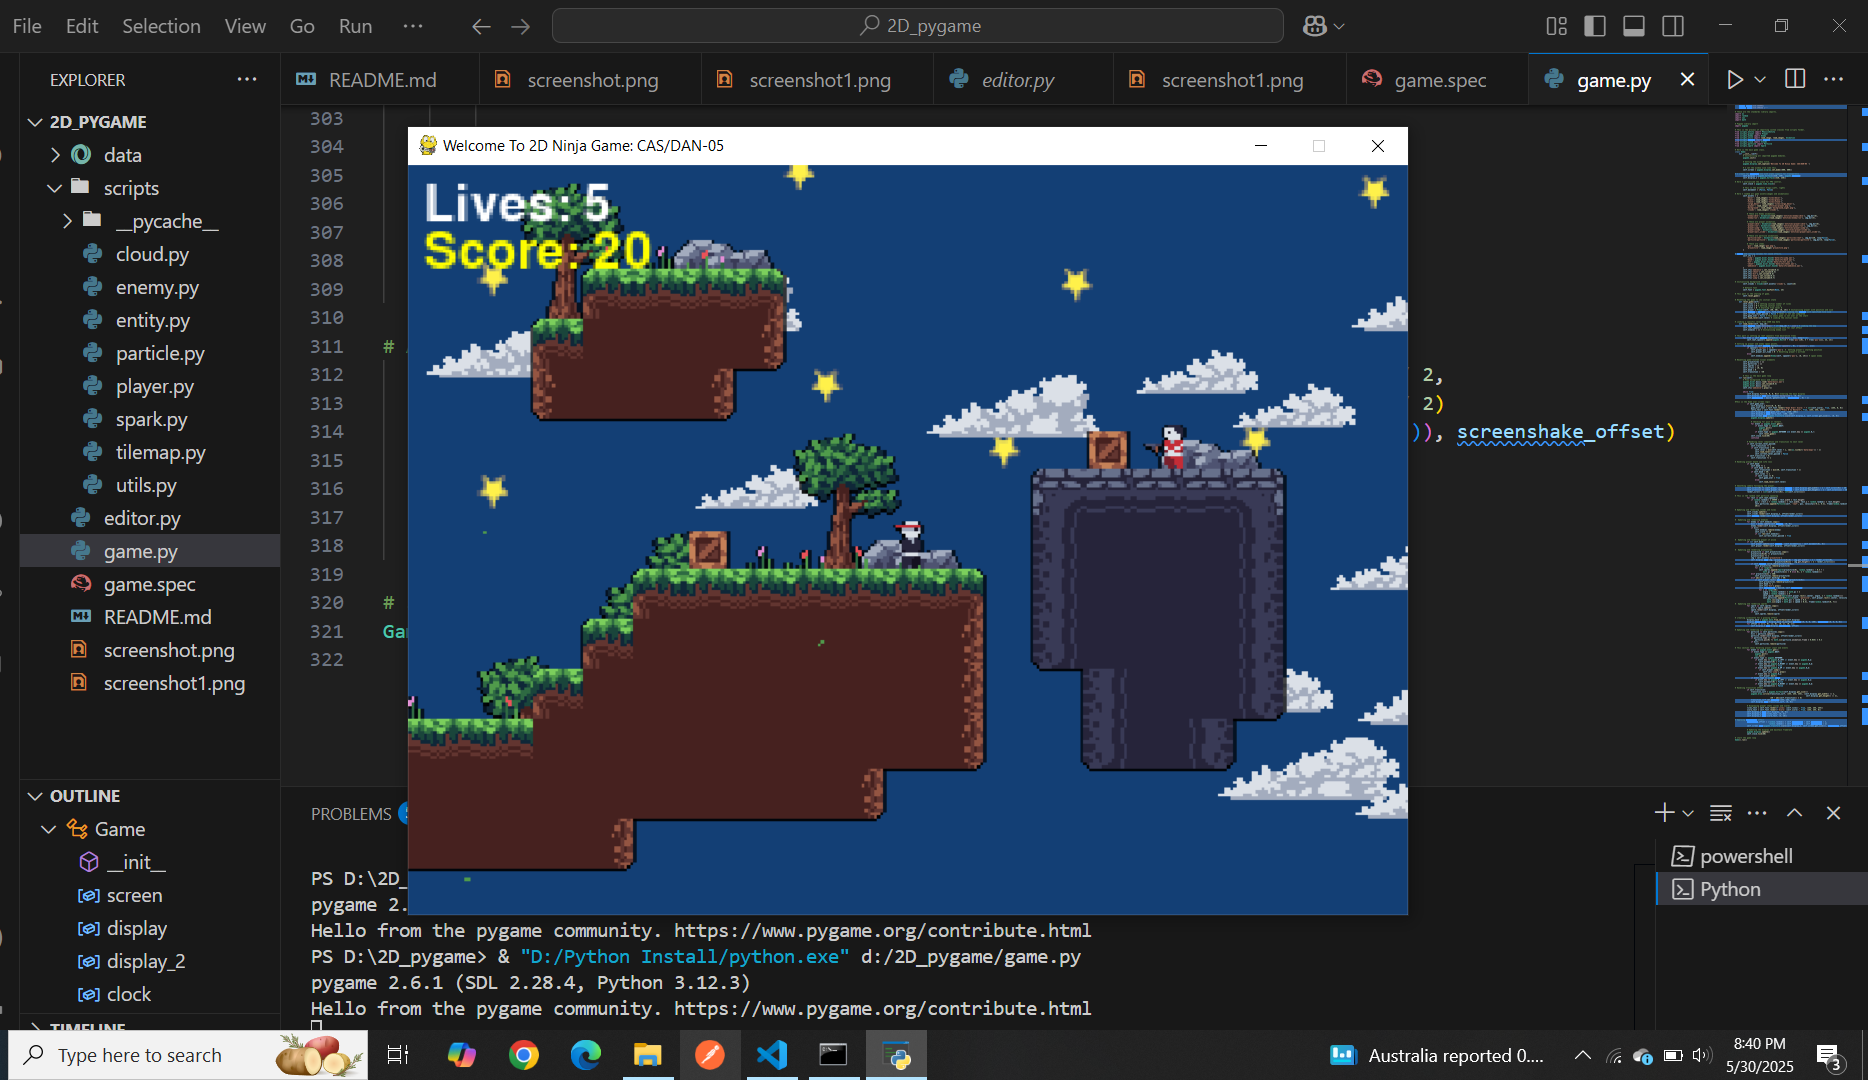 File Edit Selection View Go Run ··· 2D_pygame
EXPLORER ···
README.md screenshot.png screenshot1.png editor.py screenshot1.png game.spec game.py
2D_PYGAME
data
scripts
__pycache__
cloud.py
enemy.py
entity.py
particle.py
player.py
spark.py
tilemap.py
utils.py
editor.py
game.py
game.spec
README.md
screenshot.png
screenshot1.png
OUTLINE
Game
__init__
screen
display
display_2
clock
TIMELINE
303
304
305
306
307
308
309
310
311 #
312 2,
313 2)
314 )), screenshake_offset)
315
316
317
318
319
320 #
321 Ga
322
Welcome To 2D Ninja Game: CAS/DAN-05
Lives: 5
Score: 20
PROBLEMS
PS D:\2D_
pygame 2.
Hello from the pygame community. https://www.pygame.org/contribute.html
PS D:\2D_pygame> & "D:/Python Install/python.exe" d:/2D_pygame/game.py
pygame 2.6.1 (SDL 2.28.4, Python 3.12.3)
Hello from the pygame community. https://www.pygame.org/contribute.html
powershell
Python
Type here to search
Australia reported 0....
8:40 PM
5/30/2025
3